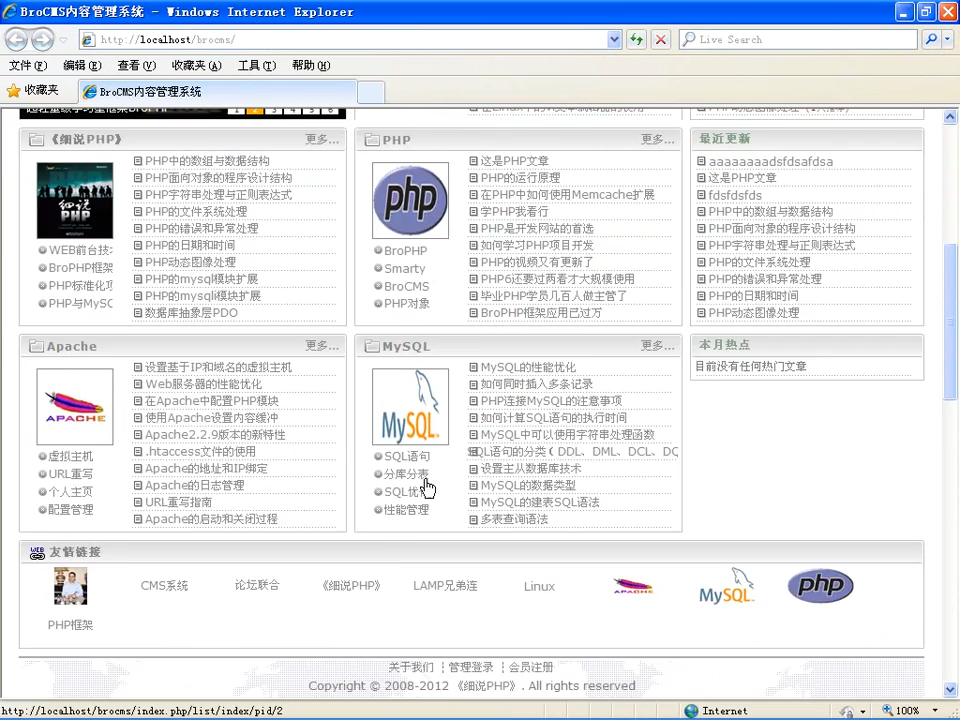 BroCMS内容管理系统 - Windows Internet Explorer
http://localhost/brocms/
Live Search
文件(F) 编辑(E) 查看(V) 收藏夹(A) 工具(T) 帮助(H)
收藏夹 BroCMS内容管理系统
1 2 3 4 5 6
《细说PHP》 更多...
细说PHP
WEB前台技
BroPHP框架
PHP标准化项
PHP与MySC
PHP中的数组与数据结构
PHP面向对象的程序设计结构
PHP字符串处理与正则表达式
PHP的文件系统处理
PHP的错误和异常处理
PHP的日期和时间
PHP动态图像处理
PHP的mysql模块扩展
PHP的mysqli模块扩展
数据库抽象层PDO
PHP 更多...
php
BroPHP
Smarty
BroCMS
PHP对象
这是PHP文章
PHP的运行原理
在PHP中如何使用Memcache扩展
学PHP我看行
PHP是开发网站的首选
如何学习PHP项目开发
PHP的视频又有更新了
PHP6还要过两看才大规模使用
毕业PHP学员几百人做主管了
BroPHP框架应用已过万
最近更新
aaaaaaaadsfdsafdsa
这是PHP文章
fdsfdsfds
PHP中的数组与数据结构
PHP面向对象的程序设计结构
PHP字符串处理与正则表达式
PHP的文件系统处理
PHP的错误和异常处理
PHP的日期和时间
PHP动态图像处理
Apache 更多...
APACHE
虚拟主机
URL重写
个人主页
配置管理
设置基于IP和域名的虚拟主机
Web服务器的性能优化
在Apache中配置PHP模块
使用Apache设置内容缓冲
Apache2.2.9版本的新特性
.htaccess文件的使用
Apache的地址和IP绑定
Apache的日志管理
URL重写指南
Apache的启动和关闭过程
MySQL 更多...
MySQL
SQL语句
分库分表
SQL优
性能管理
MySQL的性能优化
如何同时插入多条记录
PHP连接MySQL的注意事项
如何计算SQL语句的执行时间
MySQL中可以使用字符串处理函数
SQL语句的分类( DDL、DML、DCL、DQ
设置主从数据库技术
MySQL的数据类型
MySQL的建表SQL语法
多表查询语法
本月热点
目前没有任何热门文章
友情链接
CMS系统 论坛联合 《细说PHP》 LAMP兄弟连 Linux APACHE MySQL php
PHP框架
关于我们 ¦ 管理登录 ¦ 会员注册
Copyright © 2008-2012 《细说PHP》. All rights reserved
http://localhost/brocms/index.php/list/index/pid/2 Internet 100%